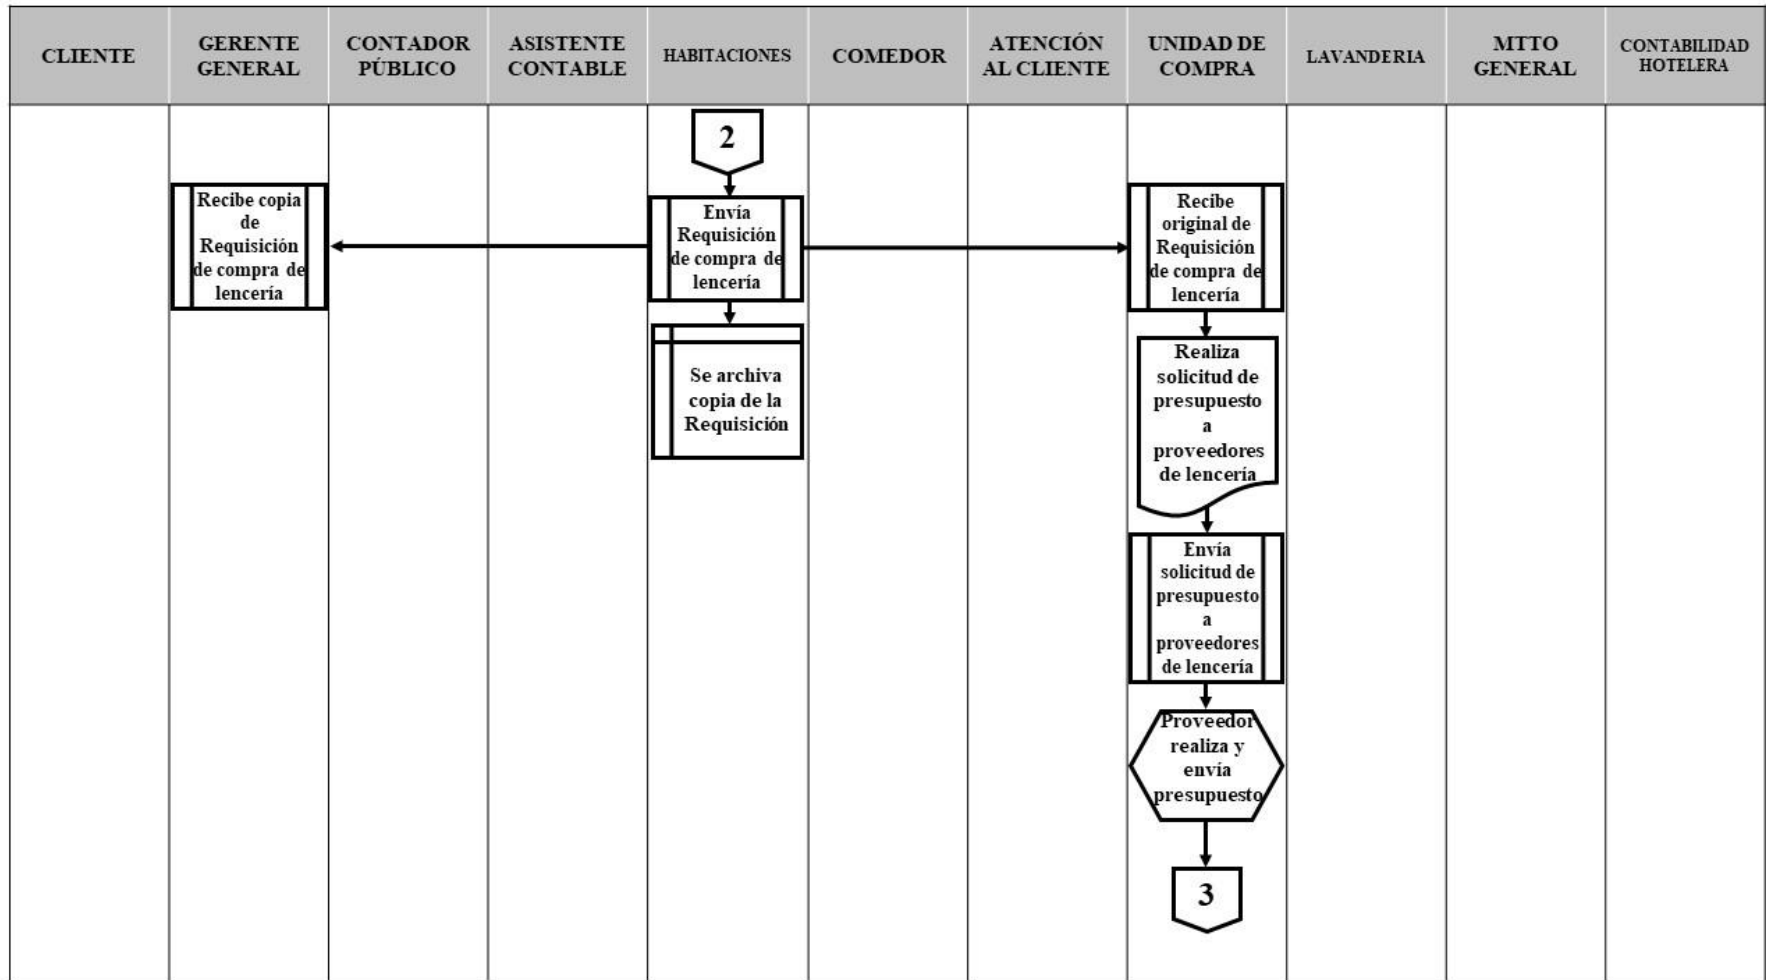 CLIENTE
GERENTE
GENERAL
CONTADOR
PÚBLICO
ASISTENTE
CONTABLE
HABITACIONES
COMEDOR
ATENCIÓN
AL CLIENTE
UNIDAD DE
COMPRA
LAVANDERIA
MTTO
GENERAL
CONTABILIDAD
HOTELERA
2
Recibe copia
de
Requisición
de compra de
lencería
Envía
Requisición
de compra de
lencería
Recibe
original de
Requisición
de compra de
lencería
Se archiva
copia de la
Requisición
Realiza
solicitud de
presupuesto
a
proveedores
de lencería
Envía
solicitud de
presupuesto
a
proveedores
de lencería
Proveedor
realiza y
envía
presupuesto
3